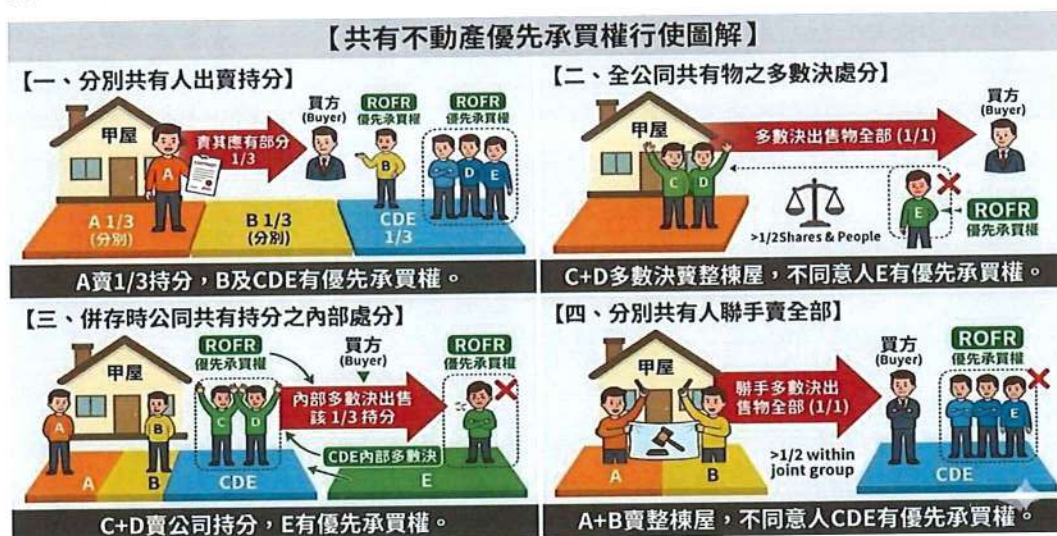 【共有不動產優先承買權行使圖解】
【一、分別共有人出賣持分】
甲屋
A
賣其應有部分
1/3
買方
(Buyer)
ROFR
優先承買權
B
ROFR
優先承買權
D
E
A 1/3
(分別)
B 1/3
(分別)
CDE
1/3
A賣1/3持分，B及CDE有優先承買權。
【二、全公同共有物之多數決處分】
甲屋
C
D
多數決出售物全部 (1/1)
買方
(Buyer)
>1/2Shares & People
E
ROFR
優先承買權
C+D多數決賣整棟屋，不同意人E有優先承買權。
【三、併存時公同共有持分之內部處分】
甲屋
A
B
ROFR
優先承買權
C
D
買方
(Buyer)
內部多數決出售
該 1/3 持分
CDE內部多數決
ROFR
優先承買權
A
B
CDE
E
C+D賣公司持分，E有優先承買權。
【四、分別共有人聯手賣全部】
甲屋
聯手多數決出
售物全部 (1/1)
>1/2 within
joint group
買方
(Buyer)
ROFR
優先承買權
E
A
B
CDE
A+B賣整棟屋，不同意人CDE有優先承買權。